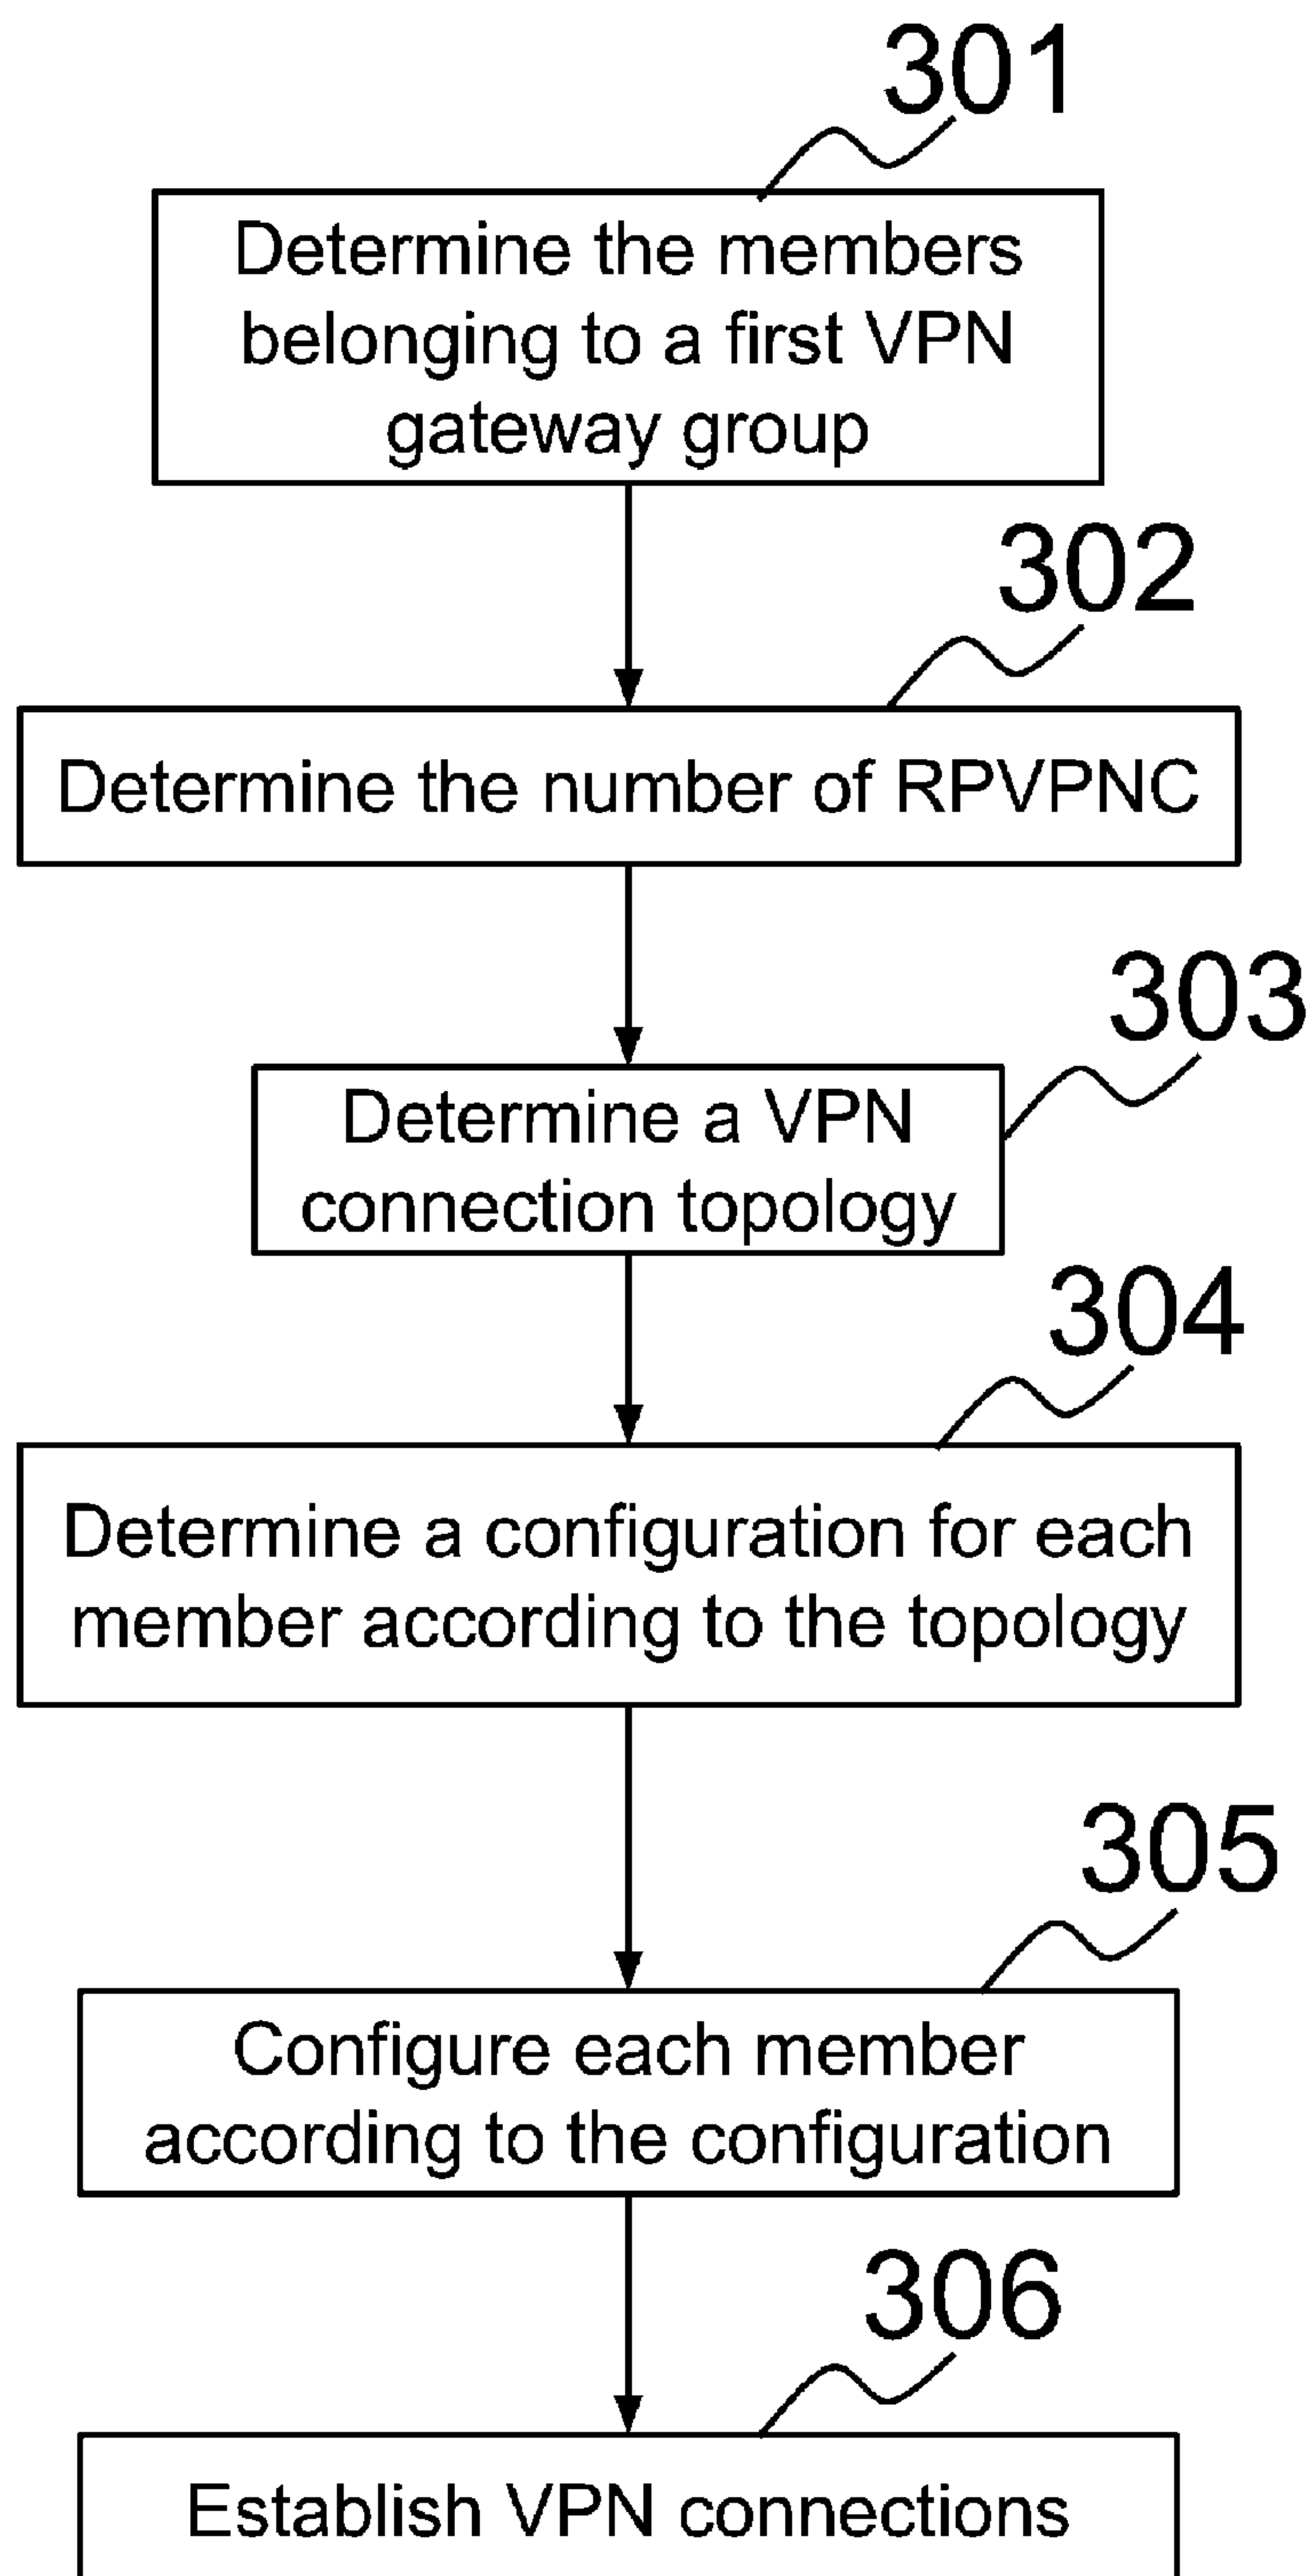 301
Determine the members
belonging to a first VPN
gateway group
302
Determine the number of RPVPNC
303
Determine a VPN
connection topology
304
Determine a configuration for each
member according to the topology
305
Configure each member
according to the configuration
306
Establish VPN connections